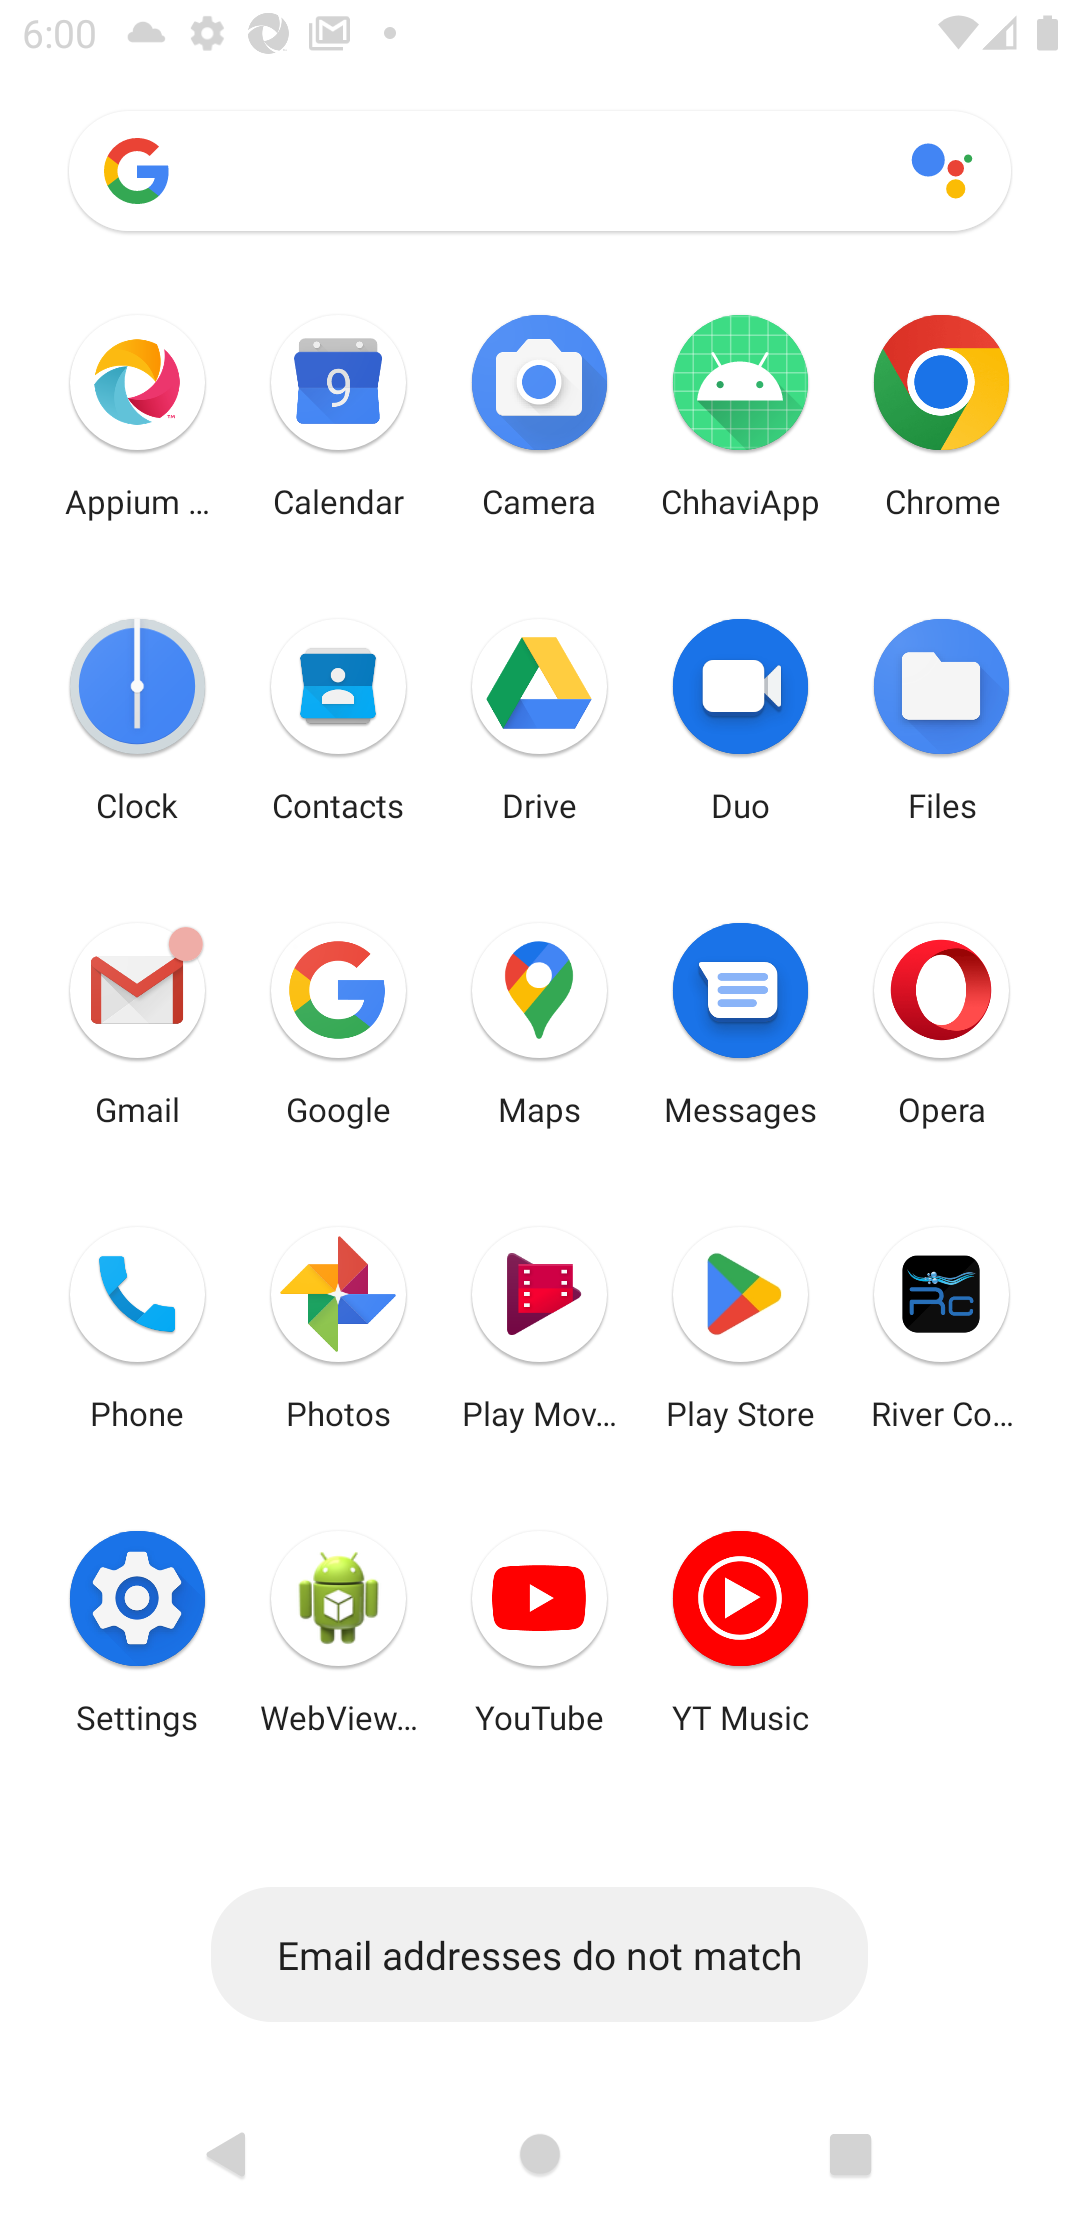 6:00
Appium ...
Calendar
Camera
ChhaviApp
Chrome
Clock
Contacts
Drive
Duo
Files
Gmail
Google
Maps
Messages
Opera
Phone
Photos
Play Mov...
Play Store
River Co...
Settings
WebView...
YouTube
YT Music
Email addresses do not match